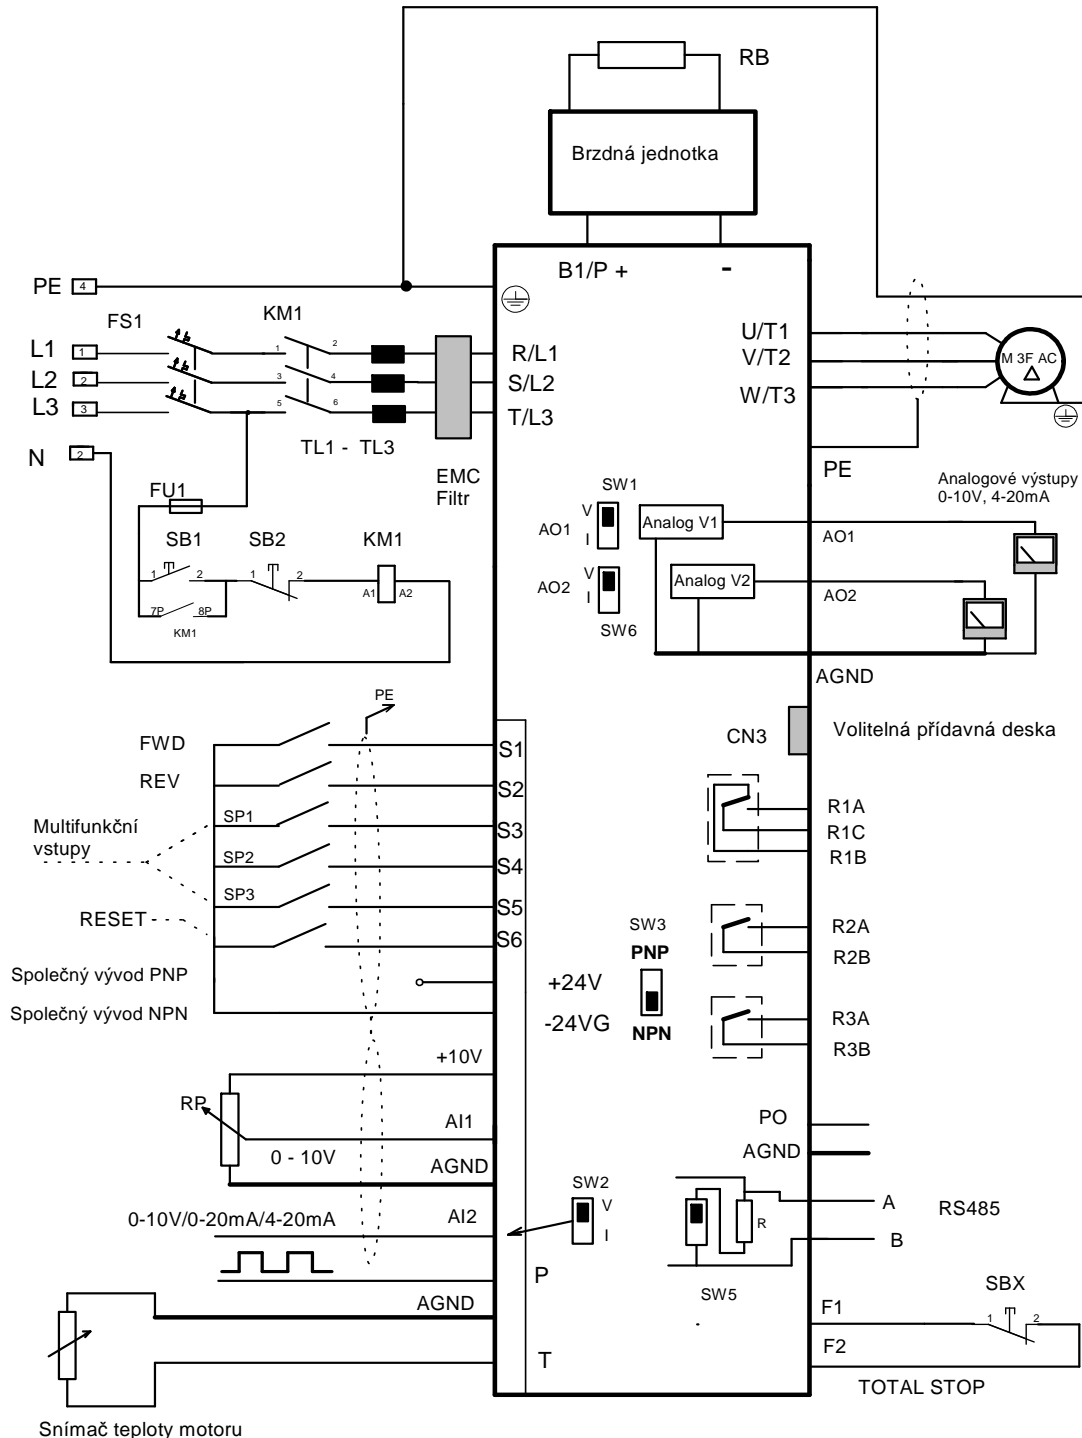 RB
Brzdná jednotka
B1/P +
-
PE 4
FS1
KM1
L1 1
L2 2
L3 3
N 2
1 2
3 4
5 6
R/L1
S/L2
T/L3
U/T1
V/T2
W/T3
M 3F AC
TL1 - TL3
EMC
Filtr
PE
FU1
SB1
SB2
KM1
1 2
1 2
A1 A2
7P 8P
KM1
SW1
V
I
AO1
Analog V1
AO1
Analogové výstupy
0-10V, 4-20mA
V
I
AO2
SW6
Analog V2
AO2
AGND
PE
FWD
S1
REV
S2
Multifunkční
vstupy
SP1
S3
SP2
S4
SP3
S5
RESET
S6
CN3
Volitelná přídavná deska
R1A
R1C
R1B
SW3
PNP
NPN
R2A
R2B
R3A
R3B
Společný vývod PNP
+24V
Společný vývod NPN
-24VG
+10V
RP
AI1
0 - 10V
AGND
PO
AGND
SW2
V
I
0-10V/0-20mA/4-20mA
AI2
P
R
SW5
A
B
RS485
AGND
T
F1
F2
SBX
1 2
TOTAL STOP
Snímač teploty motoru